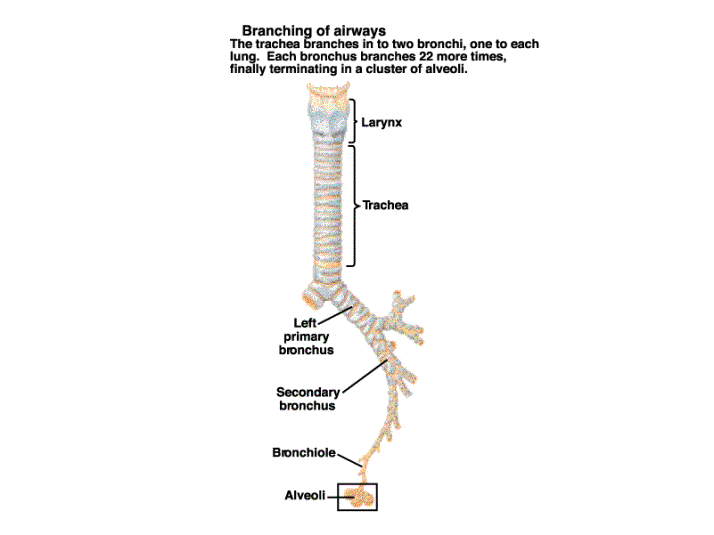 Branching of airways
The trachea branches in to two bronchi, one to each
lung. Each bronchus branches 22 more times,
finally terminating in a cluster of alveoli.
Larynx
Trachea
Left
primary
bronchus
Secondary
bronchus
Bronchiole
Alveoli